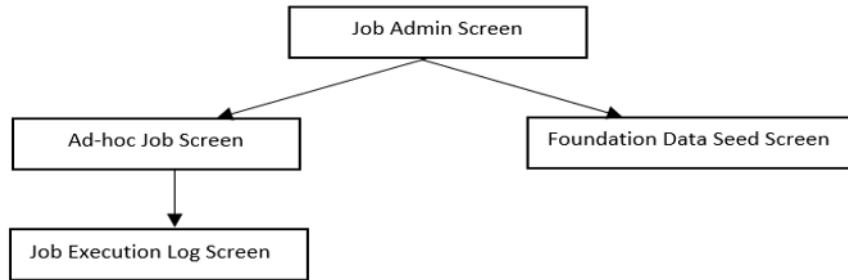 Job Admin Screen
Ad-hoc Job Screen
Foundation Data Seed Screen
Job Execution Log Screen